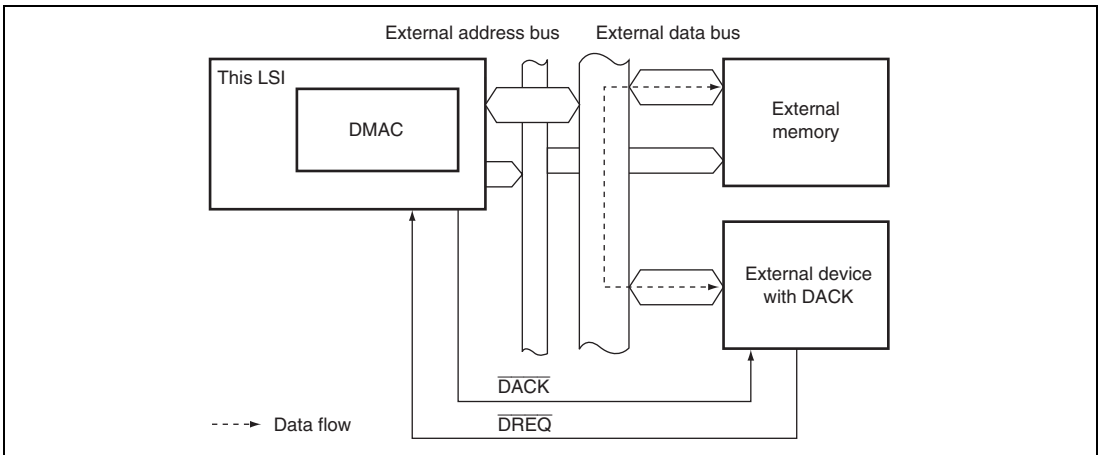 External address bus
External data bus
This LSI
DMAC
External
memory
External device
with DACK
DACK
DREQ
Data flow